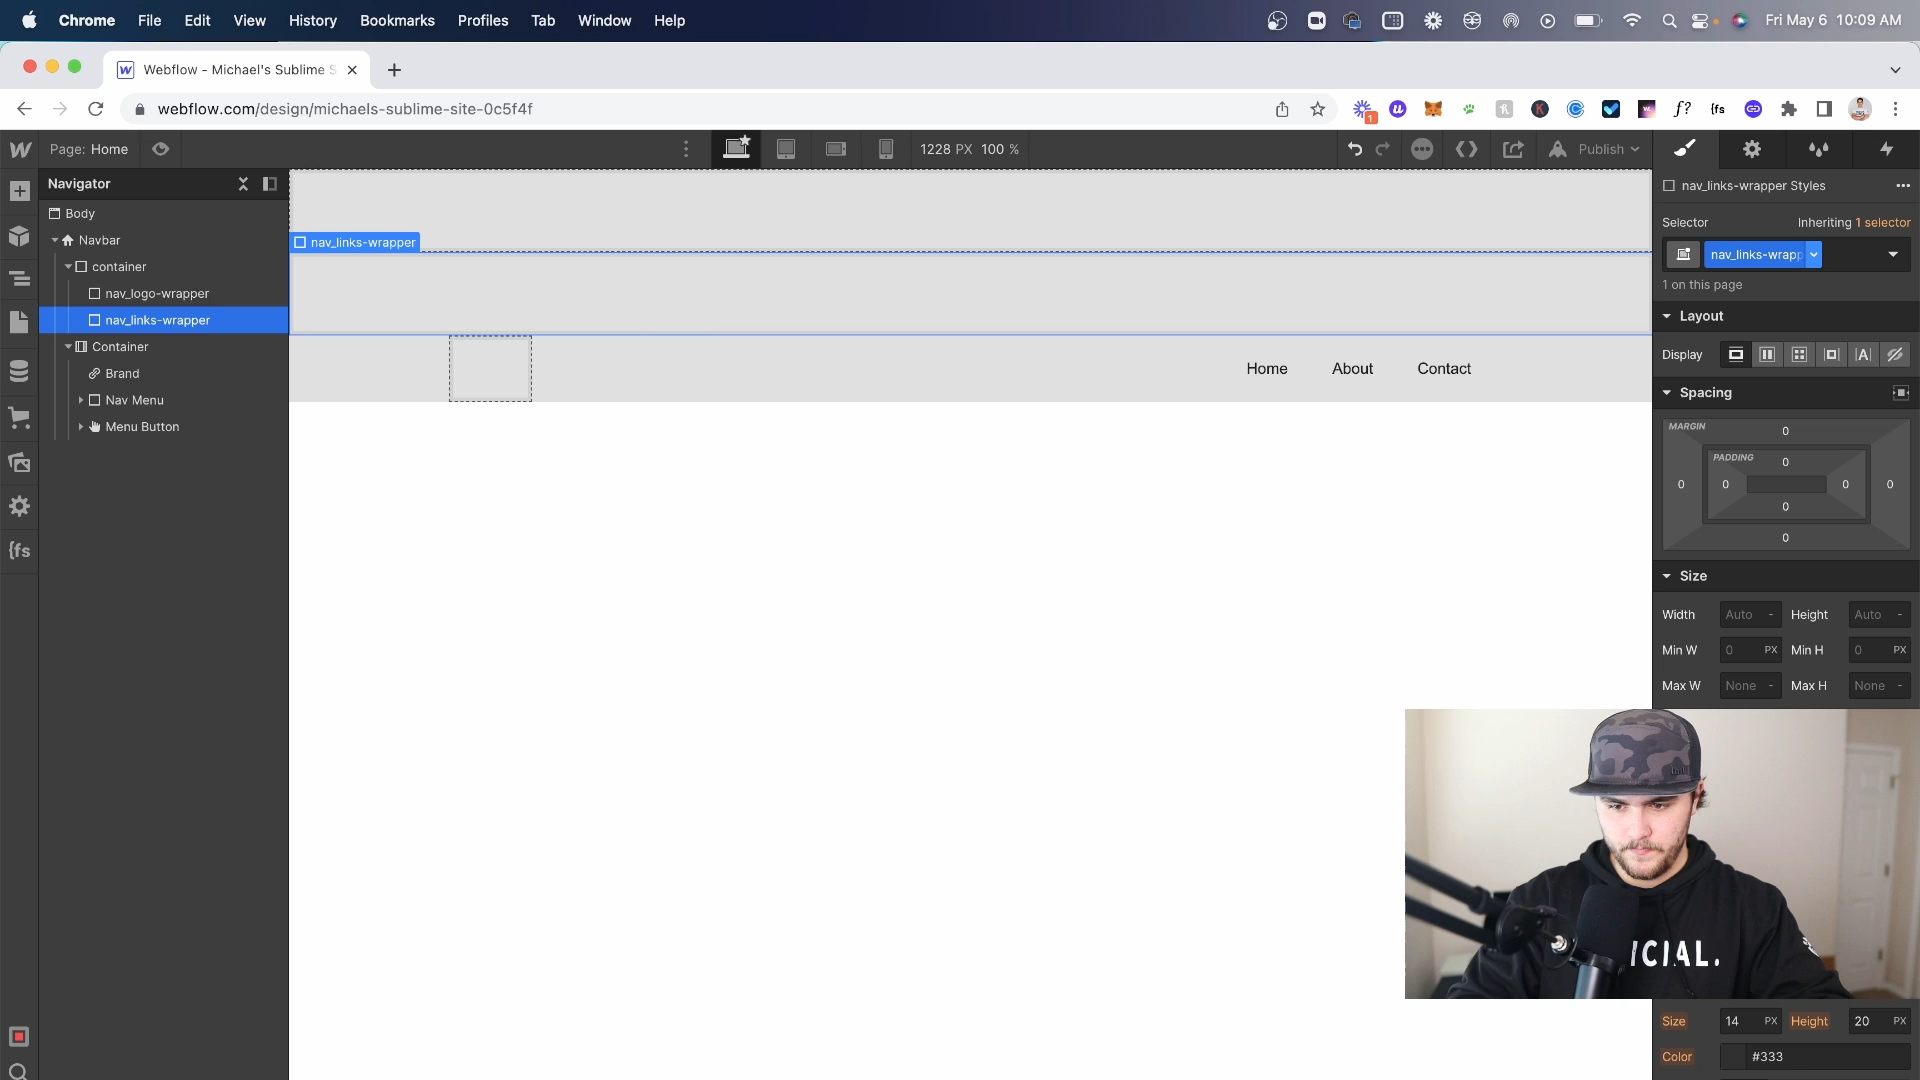 Chrome File Edit View History Bookmarks Profiles Tab Window Help Fri May 6 10:09 AM
Webflow - Michael's Sublime S
webflow.com/design/michaels-sublime-site-0c5f4f
1 f? {fs
Page: Home 1228 PX 100 % Publish
Navigator
Body
Navbar
container
nav_logo-wrapper
nav_links-wrapper
Container
Brand
Nav Menu
Menu Button
{fs
nav_links-wrapper
Home About Contact
nav_links-wrapper Styles
Selector Inheriting 1 selector
nav_links-wrapp
1 on this page
Layout
Display
Spacing
MARGIN 0
PADDING 0
0 0 0 0
0
0
Size
Width Auto - Height Auto -
Min W 0 PX Min H 0 PX
Max W None - Max H None -
ICIAL.
Size 14 PX Height 20 PX
Color #333